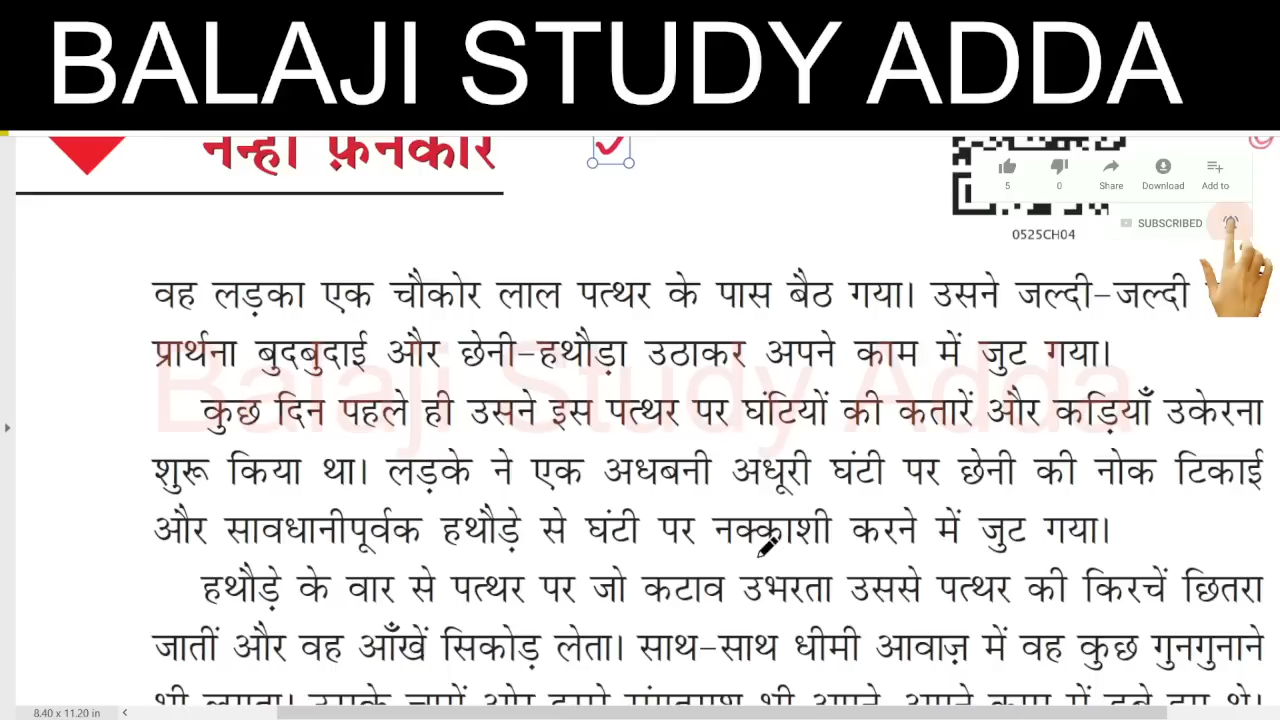 BALAJI STUDY ADDA
नन्हा फ़नकार
5 0 Share Download Add to
SUBSCRIBED
0525CH04
वह लड़का एक चौकोर लाल पत्थर के पास बैठ गया। उसने जल्दी-जल्दी
प्रार्थना बुदबुदाई और छेनी-हथौड़ा उठाकर अपने काम में जुट गया।
Balaji Study Adda
कुछ दिन पहले ही उसने इस पत्थर पर घंटियों की कतारें और कड़ियाँ उकेरना
शुरू किया था। लड़के ने एक अधबनी अधूरी घंटी पर छेनी की नोक टिकाई
और सावधानीपूर्वक हथौड़े से घंटी पर नक्काशी करने में जुट गया।
हथौड़े के वार से पत्थर पर जो कटाव उभरता उससे पत्थर की किरचें छितरा
जातीं और वह आँखें सिकोड़ लेता। साथ-साथ धीमी आवाज़ में वह कुछ गुनगुनाने
8.40 x 11.20 in